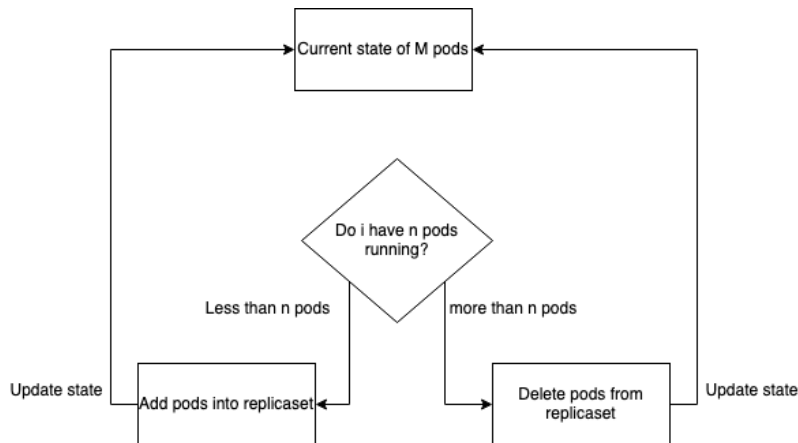 Current state of M pods
Do i have n pods
running?
Less than n pods
more than n pods
Update state
Add pods into replicaset
Delete pods from
replicaset
Update state